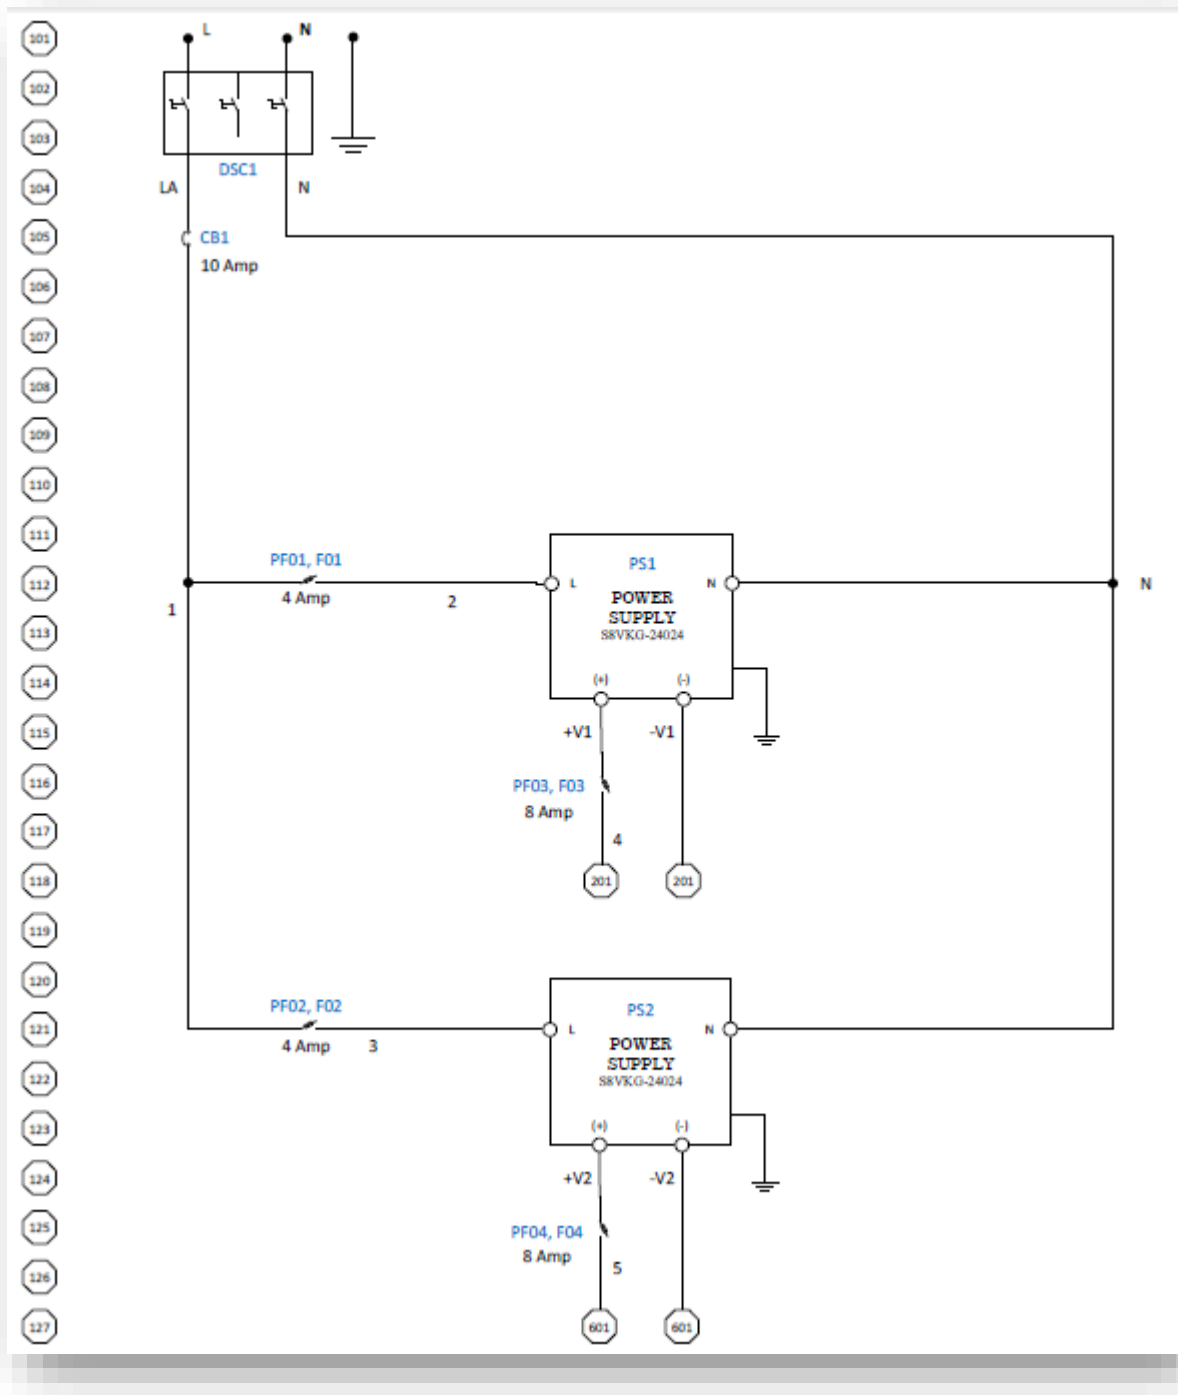 101
L
N
102
103
DSC1
104
LA
N
105
CB1
10 Amp
106
107
108
109
110
111
PF01, F01
PS1
112
L
N
N
4 Amp
2
POWER
SUPPLY
S8VKG-24024
1
113
114
(+)
(-)
115
+V1
-V1
116
PF03, F03
8 Amp
117
4
118
201
201
119
120
PF02, F02
PS2
121
L
N
4 Amp
3
POWER
SUPPLY
S8VKG-24024
122
123
(+)
(-)
124
+V2
-V2
125
PF04, F04
8 Amp
126
5
127
601
601